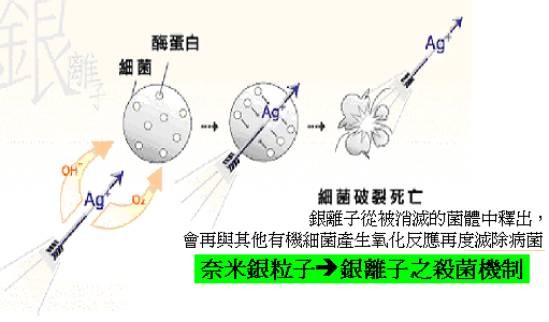 銀離子
酶蛋白
細菌
Ag+
Ag+
Ag+
OH-
O2-
細菌破裂死亡
銀離子從被消滅的菌體中釋出，
會再與其他有機細菌產生氧化反應再度滅除病菌
奈米銀粒子➔銀離子之殺菌機制